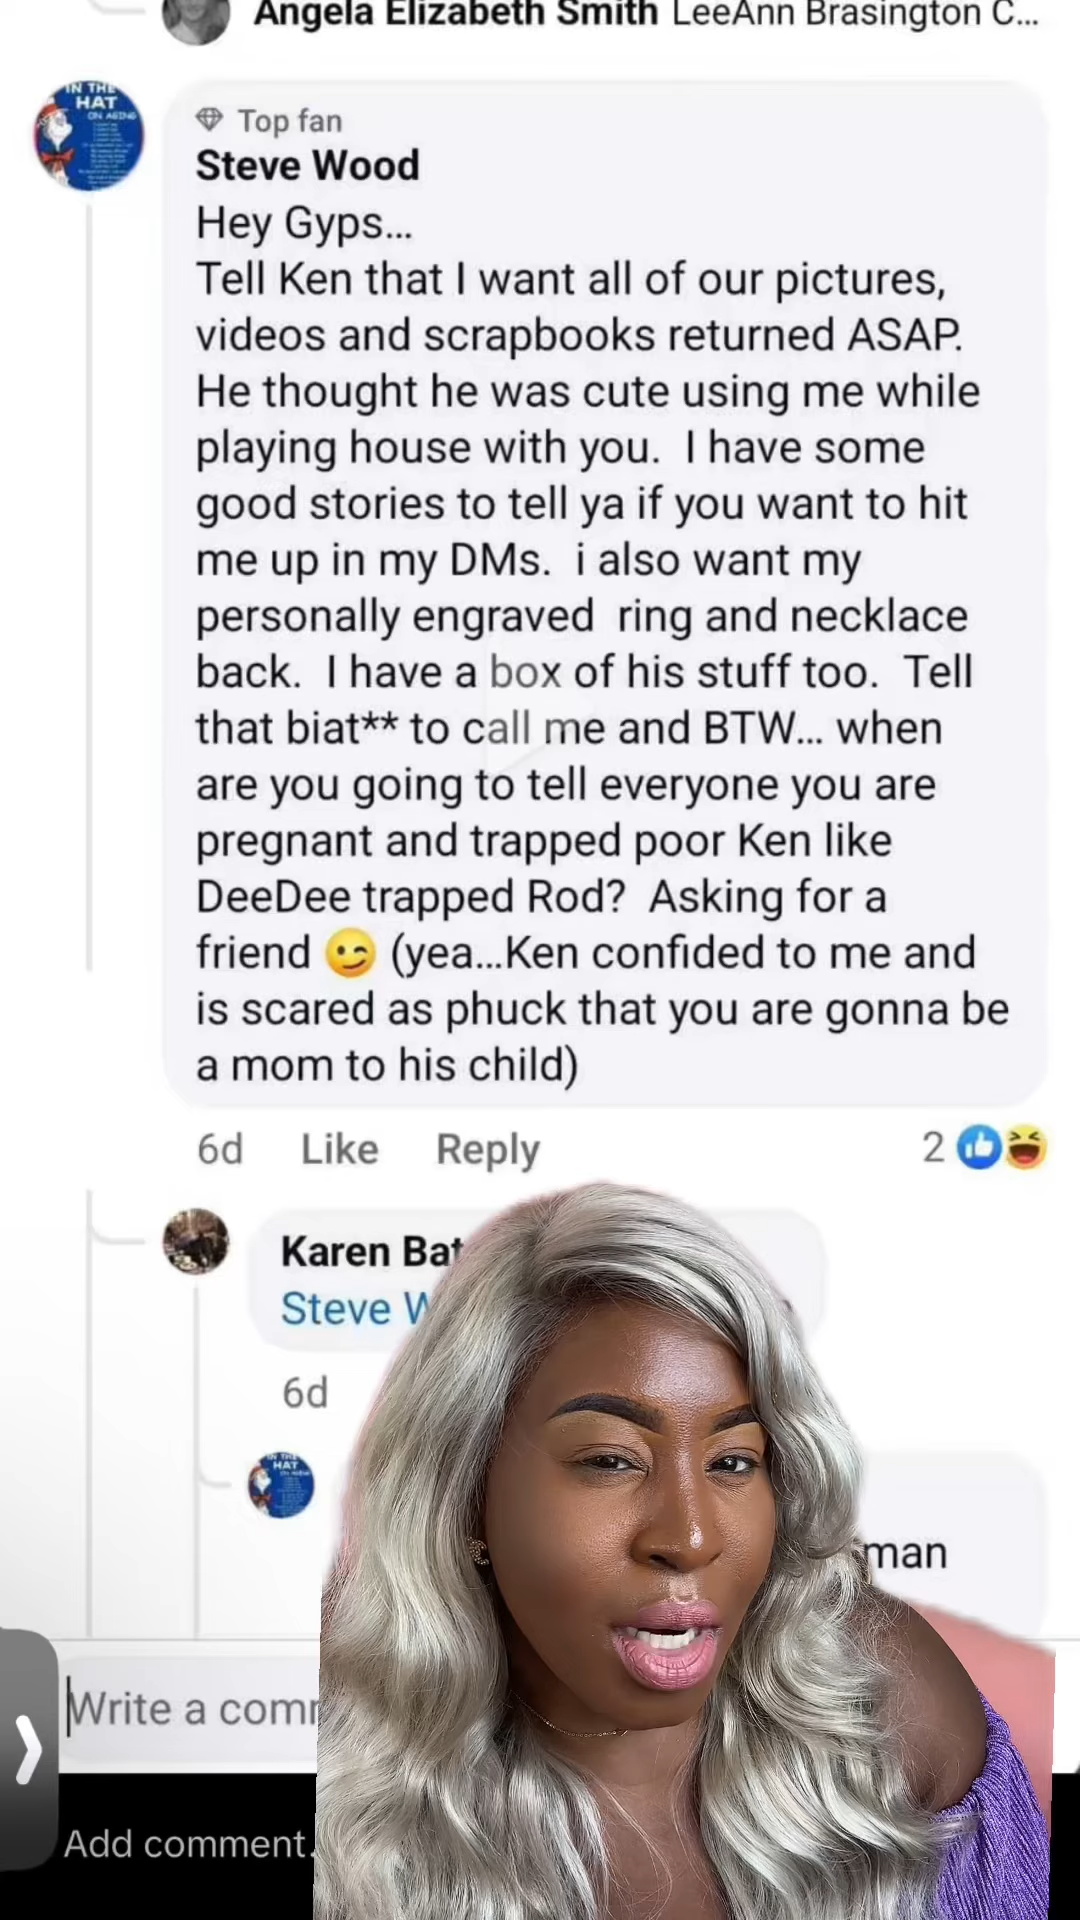 Angela Elizabeth Smith LeeAnn Brasington C...
IN THE
HAT
ON AGING
Top fan
Steve Wood
Hey Gyps...
Tell Ken that I want all of our pictures,
videos and scrapbooks returned ASAP.
He thought he was cute using me while
playing house with you.  I have some
good stories to tell ya if you want to hit
me up in my DMs.  i also want my
personally engraved  ring and necklace
back.  I have a box of his stuff too.  Tell
that biat** to call me and BTW... when
are you going to tell everyone you are
pregnant and trapped poor Ken like
DeeDee trapped Rod?  Asking for a
friend 😉 (yea...Ken confided to me and
is scared as phuck that you are gonna be
a mom to his child)
6d Like Reply 2
Karen Bat
Steve W
6d
HAT
man
Write a comm
Add comment.